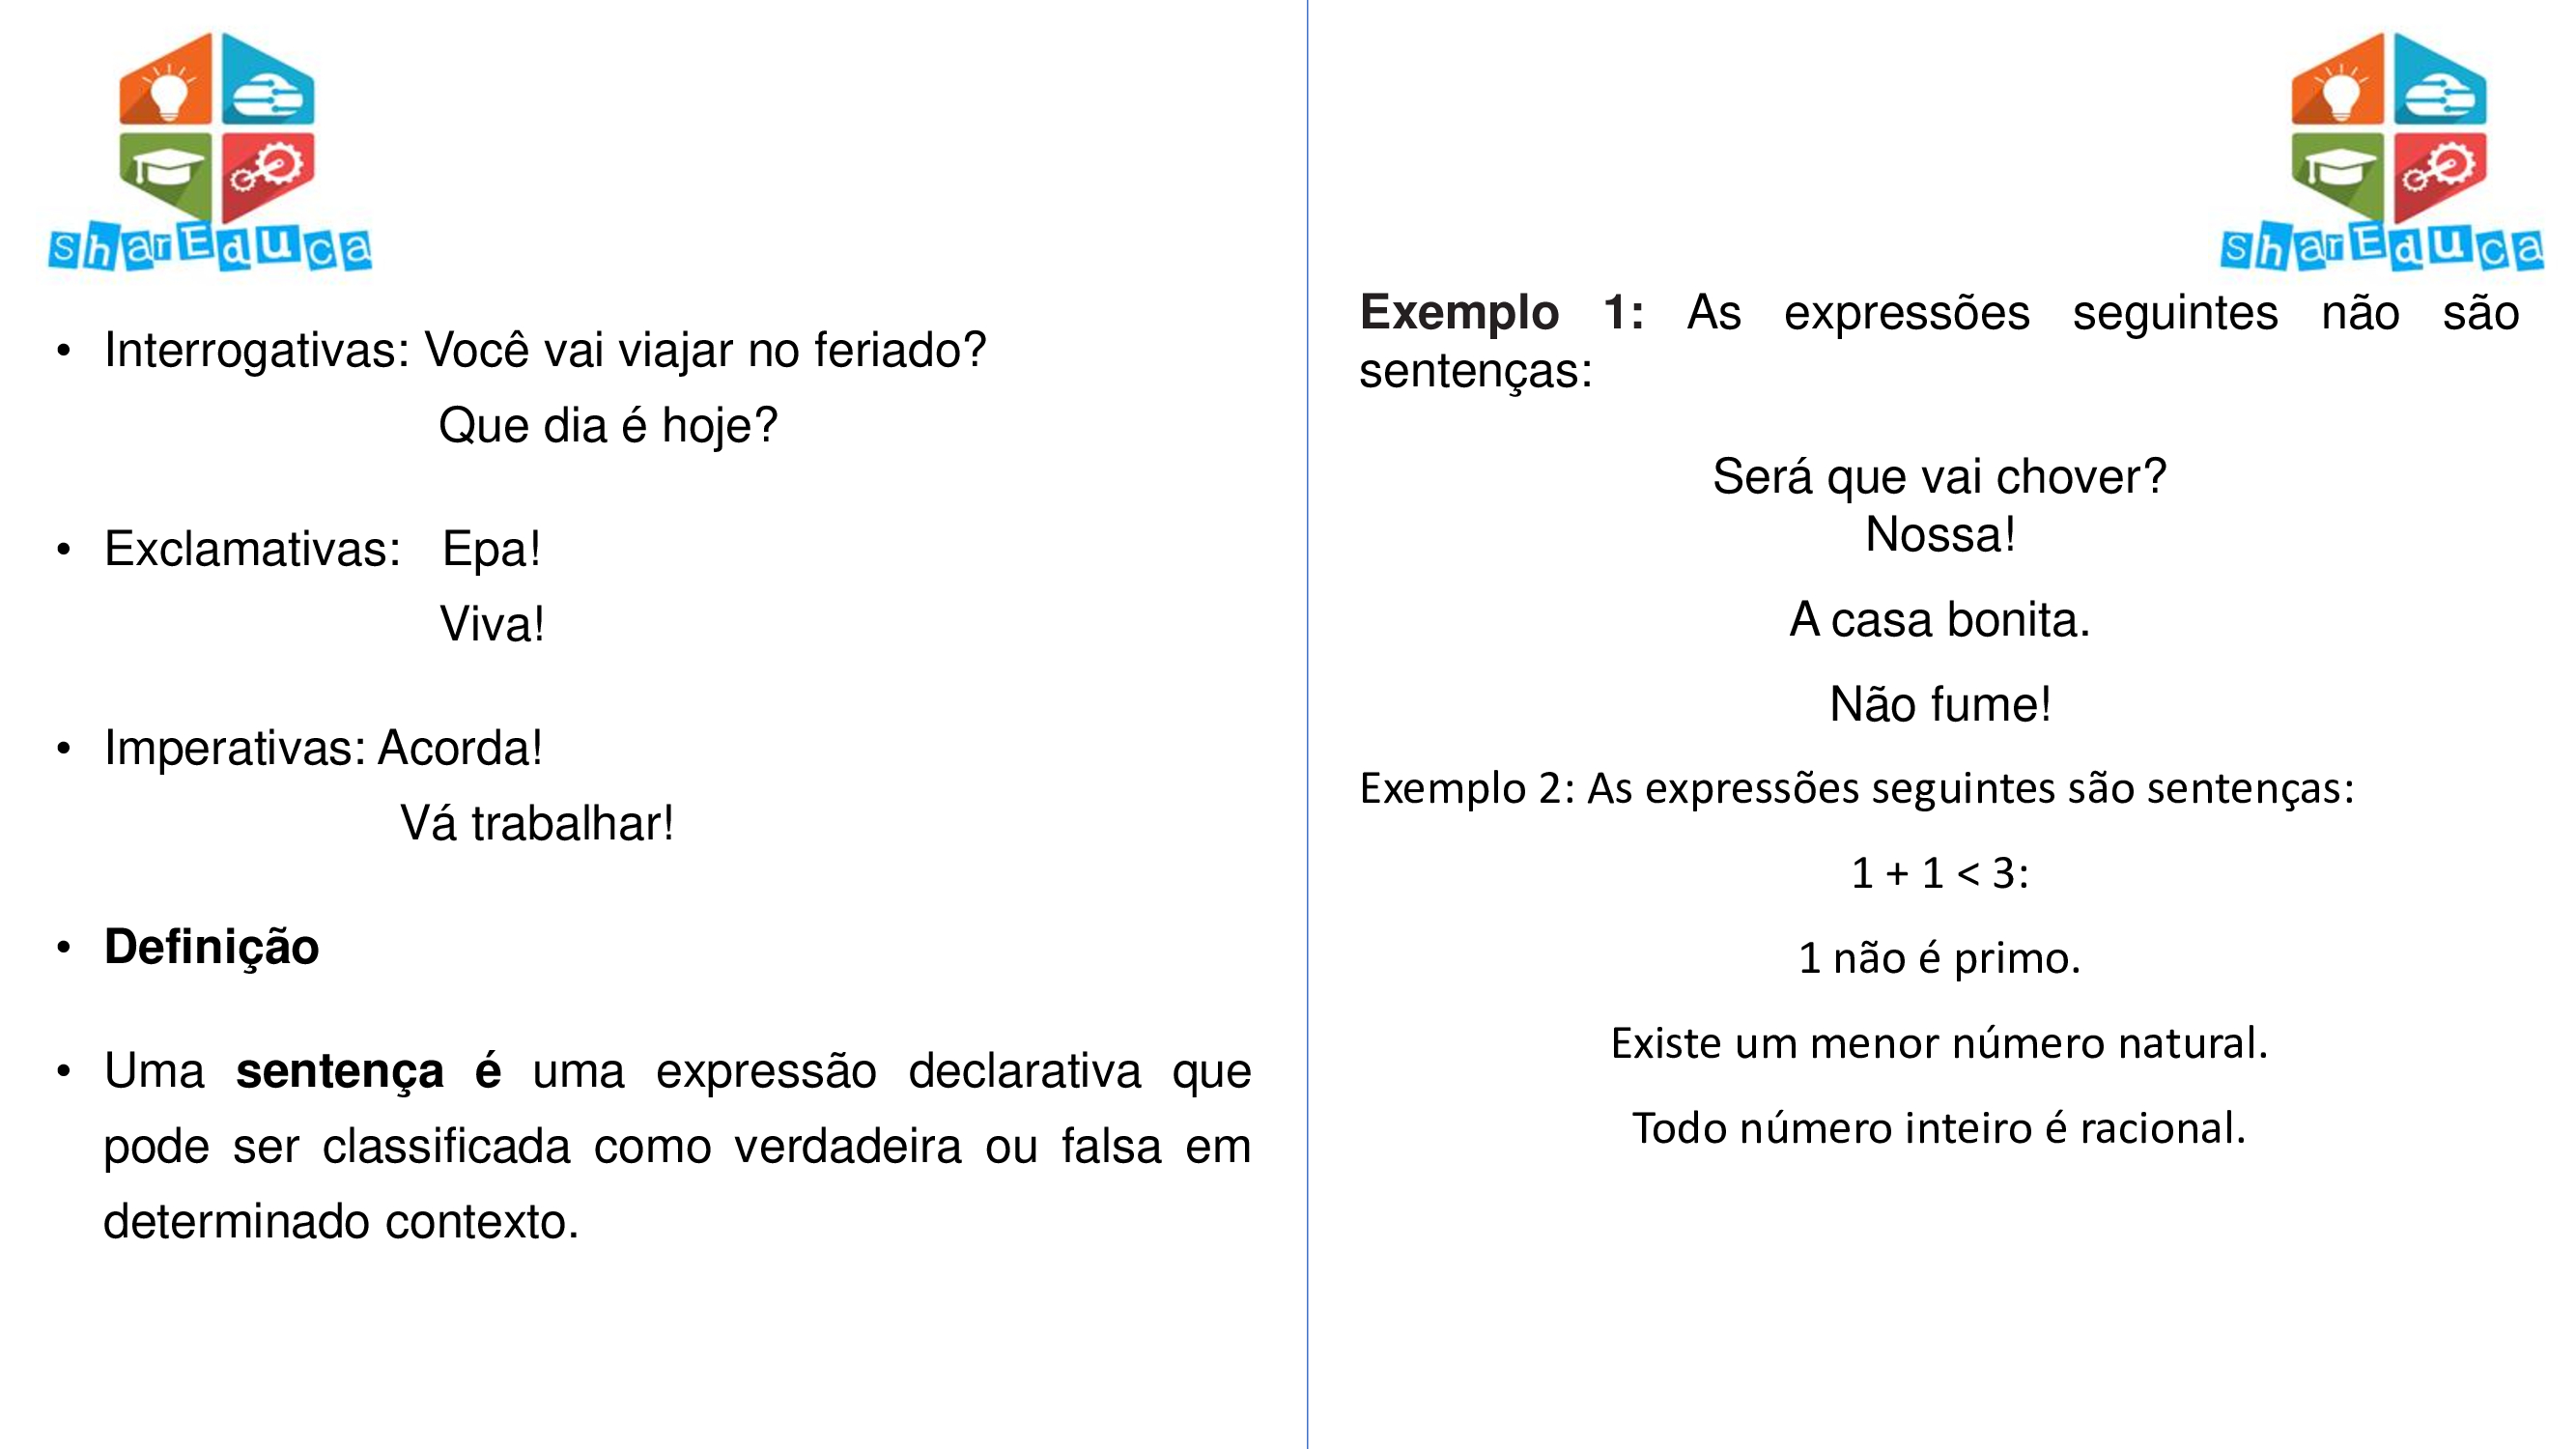 sharEduca
• Interrogativas: Você vai viajar no feriado?
Que dia é hoje?
• Exclamativas: Epa!
Viva!
• Imperativas: Acorda!
Vá trabalhar!
• Definição
• Uma sentença é uma expressão declarativa que
pode ser classificada como verdadeira ou falsa em
determinado contexto.
sharEduca
Exemplo 1: As expressões seguintes não são
sentenças:
Será que vai chover?
Nossa!
A casa bonita.
Não fume!
Exemplo 2: As expressões seguintes são sentenças:
1 + 1 < 3:
1 não é primo.
Existe um menor número natural.
Todo número inteiro é racional.